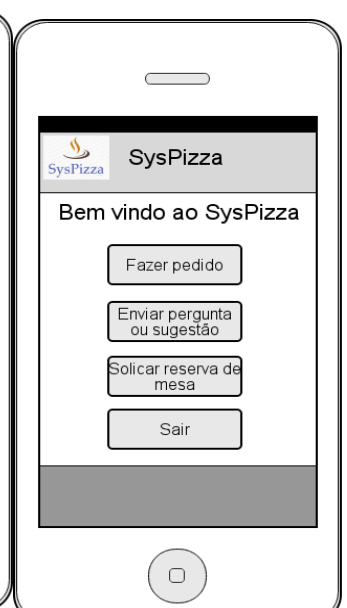 SysPizza
SysPizza
Bem vindo ao SysPizza
Fazer pedido
Enviar pergunta
ou sugestão
Solicar reserva de
mesa
Sair